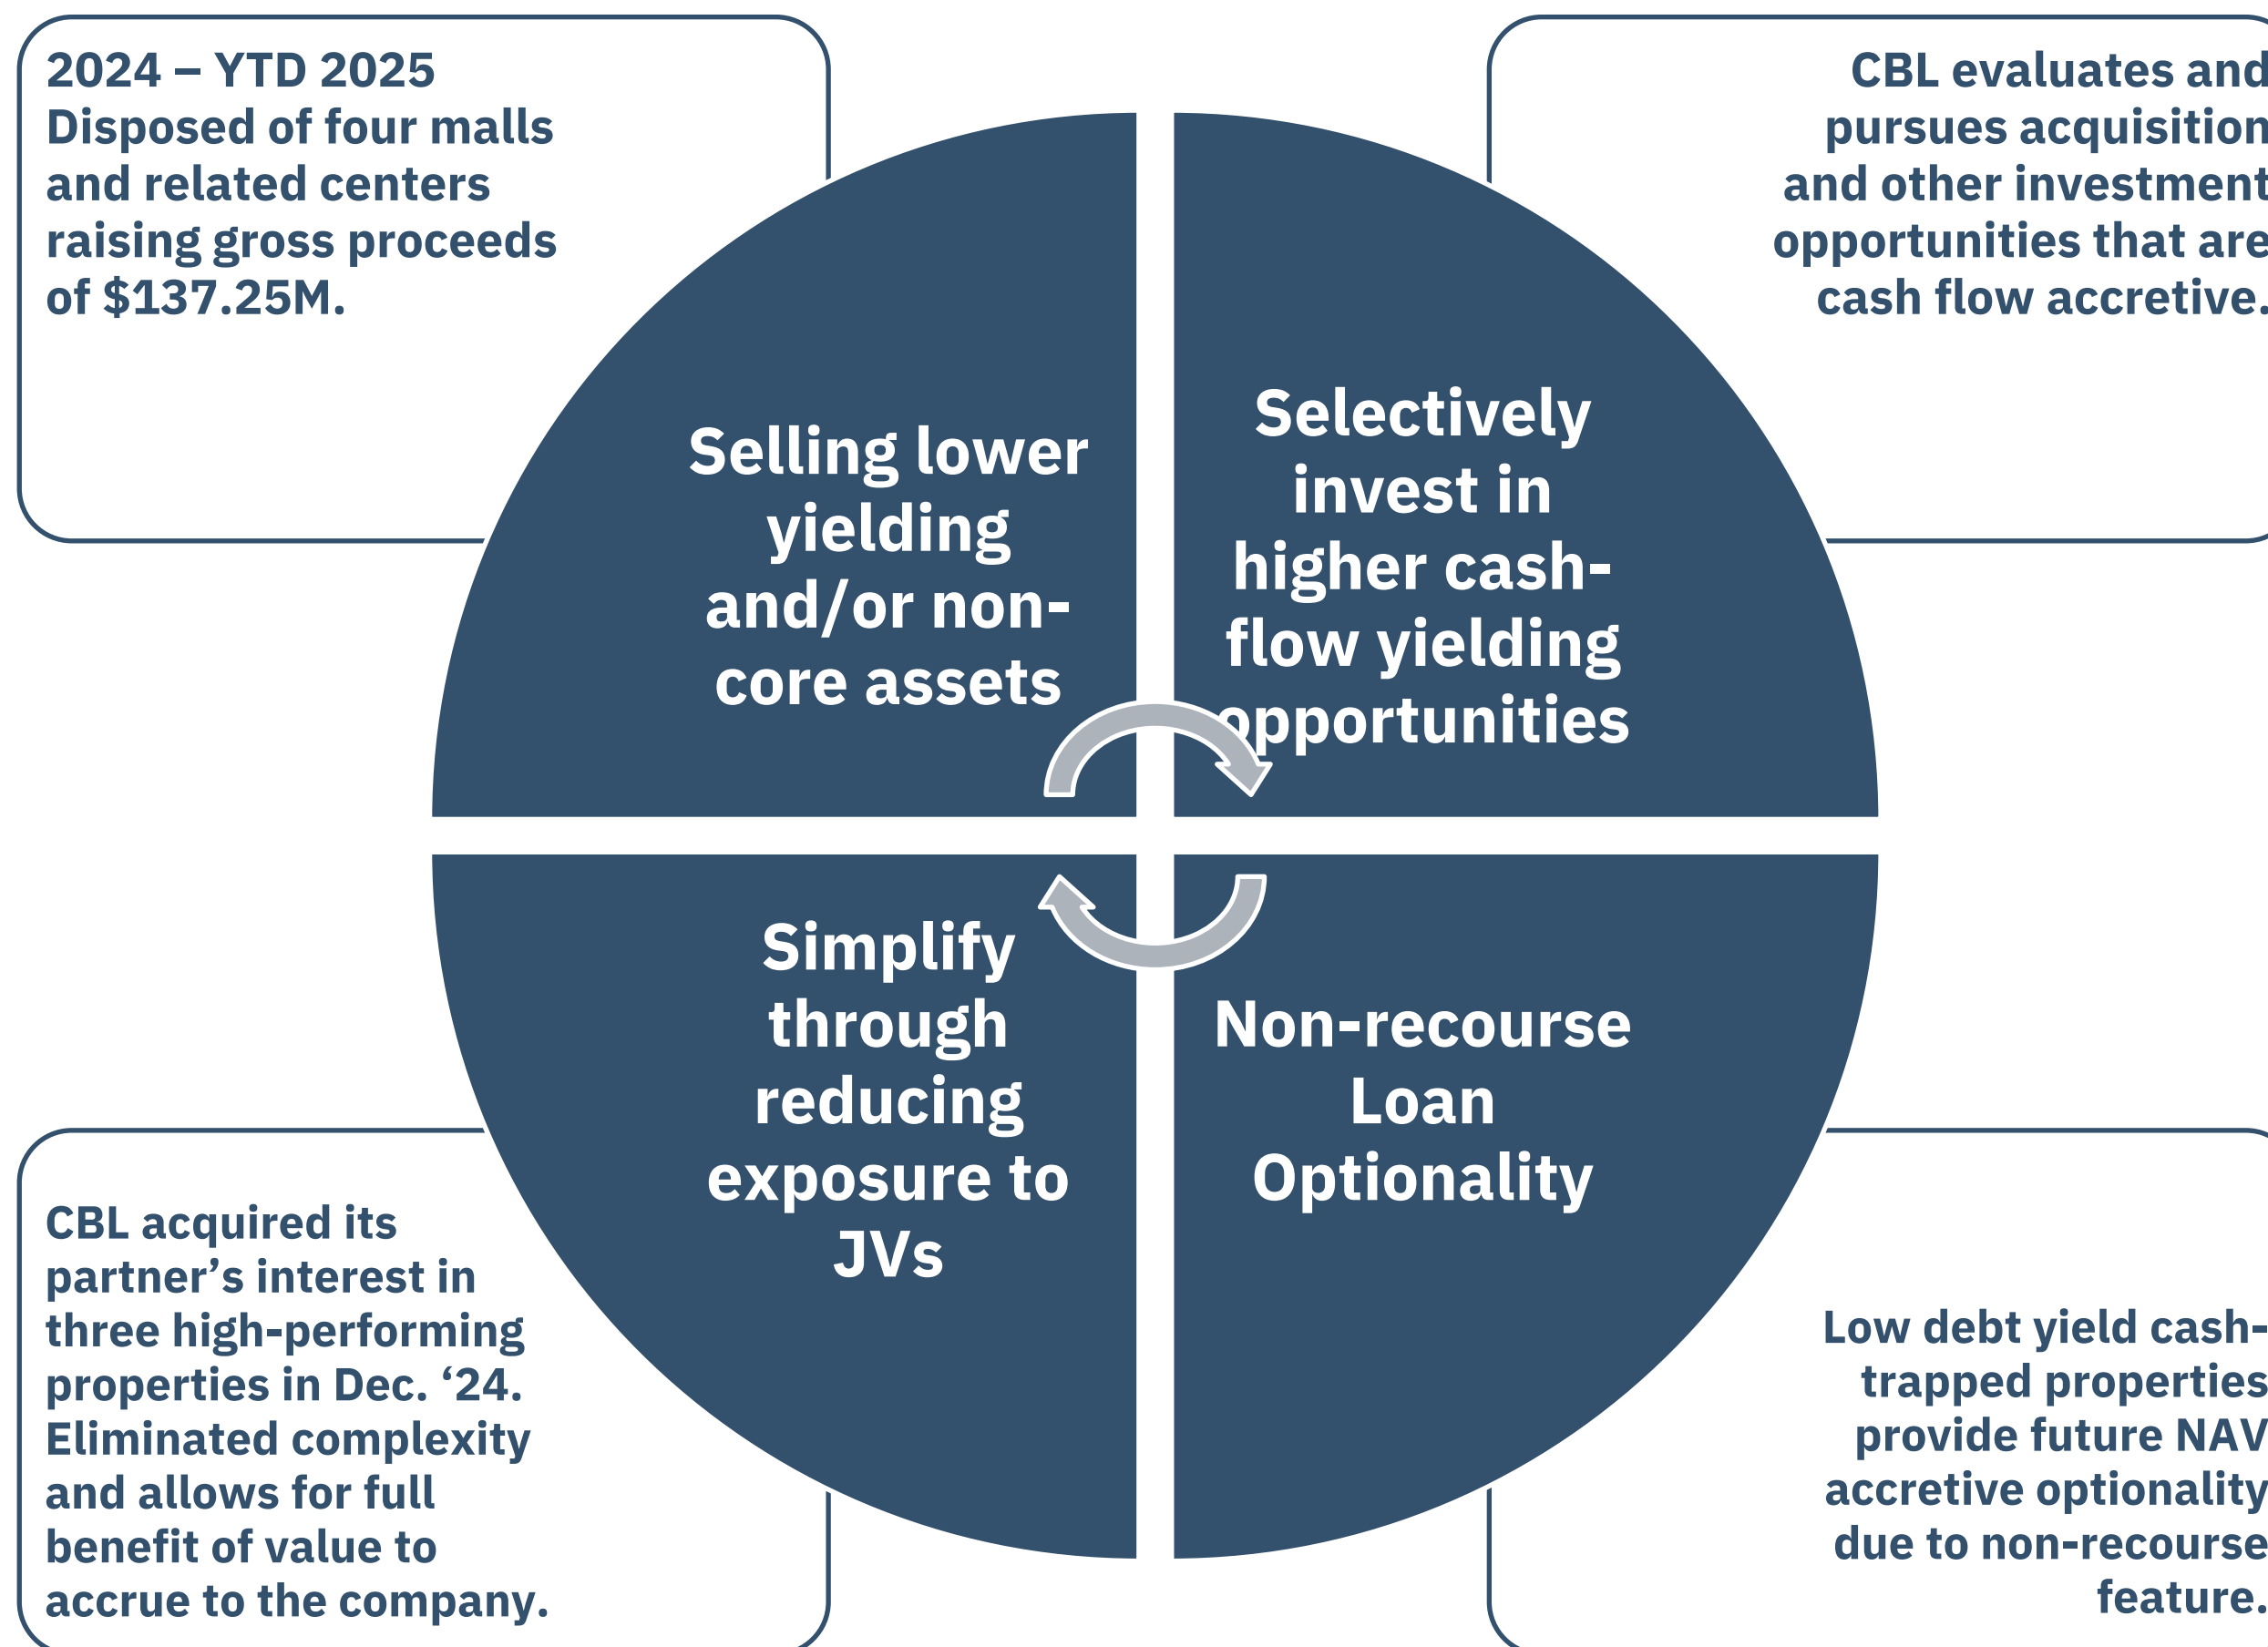 2024 – YTD 2025
Disposed of four malls
and related centers
raising gross proceeds
of $137.25M.
CBL evaluates and
pursues acquisition
and other investment
opportunities that are
cash flow accretive.
Selling lower
yielding
and/or non-
core assets
Selectively
invest in
higher cash-
flow yielding
opportunities
Simplify
through
reducing
exposure to
JVs
Non-recourse
Loan
Optionality
CBL acquired its
partner’s interest in
three high-performing
properties in Dec. ‘24.
Eliminated complexity
and allows for full
benefit of value to
accrue to the company.
Low debt yield cash-
trapped properties
provide future NAV
accretive optionality
due to non-recourse
feature.